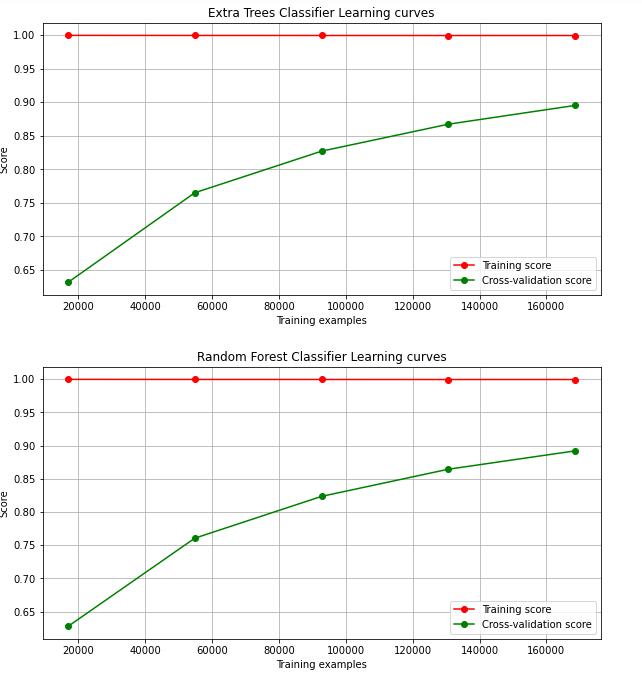 Extra Trees Classifier Learning curves
1.00
0.95
0.90
0.85
0.80
0.75
0.70
0.65
Score
Training score
Cross-validation score
20000 40000 60000 80000 100000 120000 140000 160000
Training examples
Random Forest Classifier Learning curves
1.00
0.95
0.90
0.85
0.80
0.75
0.70
0.65
Score
Training score
Cross-validation score
20000 40000 60000 80000 100000 120000 140000 160000
Training examples